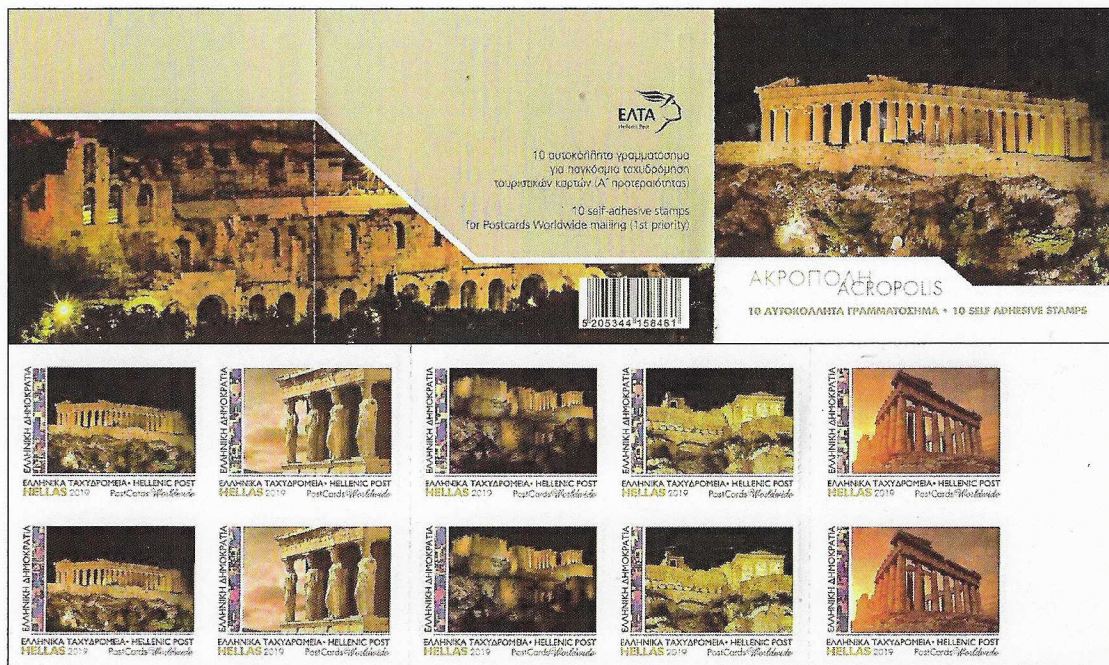 ΕΛΤΑ
Hellenic Post
10 αυτοκόλλητα γραμματόσημα
για παγκόσμια ταχυδρόμηση
τουριστικών καρτών (Α΄ προτεραιότητας)
10 self-adhesive stamps
for Postcards Worldwide mailing (1st priority)
5 205344 158461
ΑΚΡΟΠΟΛΗ
ACROPOLIS
10 ΑΥΤΟΚΟΛΛΗΤΑ ΓΡΑΜΜΑΤΟΣΗΜΑ • 10 SELF ADHESIVE STAMPS
ΕΛΛΗΝΙΚΗ ΔΗΜΟΚΡΑΤΙΑ
ΕΛΛΗΝΙΚΑ ΤΑΧΥΔΡΟΜΕΙΑ • HELLENIC POST
HELLAS 2019 PostCards Worldwide
ΕΛΛΗΝΙΚΗ ΔΗΜΟΚΡΑΤΙΑ
ΕΛΛΗΝΙΚΑ ΤΑΧΥΔΡΟΜΕΙΑ • HELLENIC POST
HELLAS 2019 PostCards Worldwide
ΕΛΛΗΝΙΚΗ ΔΗΜΟΚΡΑΤΙΑ
ΕΛΛΗΝΙΚΑ ΤΑΧΥΔΡΟΜΕΙΑ • HELLENIC POST
HELLAS 2019 PostCards Worldwide
ΕΛΛΗΝΙΚΗ ΔΗΜΟΚΡΑΤΙΑ
ΕΛΛΗΝΙΚΑ ΤΑΧΥΔΡΟΜΕΙΑ • HELLENIC POST
HELLAS 2019 PostCards Worldwide
ΕΛΛΗΝΙΚΗ ΔΗΜΟΚΡΑΤΙΑ
ΕΛΛΗΝΙΚΑ ΤΑΧΥΔΡΟΜΕΙΑ • HELLENIC POST
HELLAS 2019 PostCards Worldwide
ΕΛΛΗΝΙΚΗ ΔΗΜΟΚΡΑΤΙΑ
ΕΛΛΗΝΙΚΑ ΤΑΧΥΔΡΟΜΕΙΑ • HELLENIC POST
HELLAS 2019 PostCards Worldwide
ΕΛΛΗΝΙΚΗ ΔΗΜΟΚΡΑΤΙΑ
ΕΛΛΗΝΙΚΑ ΤΑΧΥΔΡΟΜΕΙΑ • HELLENIC POST
HELLAS 2019 PostCards Worldwide
ΕΛΛΗΝΙΚΗ ΔΗΜΟΚΡΑΤΙΑ
ΕΛΛΗΝΙΚΑ ΤΑΧΥΔΡΟΜΕΙΑ • HELLENIC POST
HELLAS 2019 PostCards Worldwide
ΕΛΛΗΝΙΚΗ ΔΗΜΟΚΡΑΤΙΑ
ΕΛΛΗΝΙΚΑ ΤΑΧΥΔΡΟΜΕΙΑ • HELLENIC POST
HELLAS 2019 PostCards Worldwide
ΕΛΛΗΝΙΚΗ ΔΗΜΟΚΡΑΤΙΑ
ΕΛΛΗΝΙΚΑ ΤΑΧΥΔΡΟΜΕΙΑ • HELLENIC POST
HELLAS 2019 PostCards Worldwide